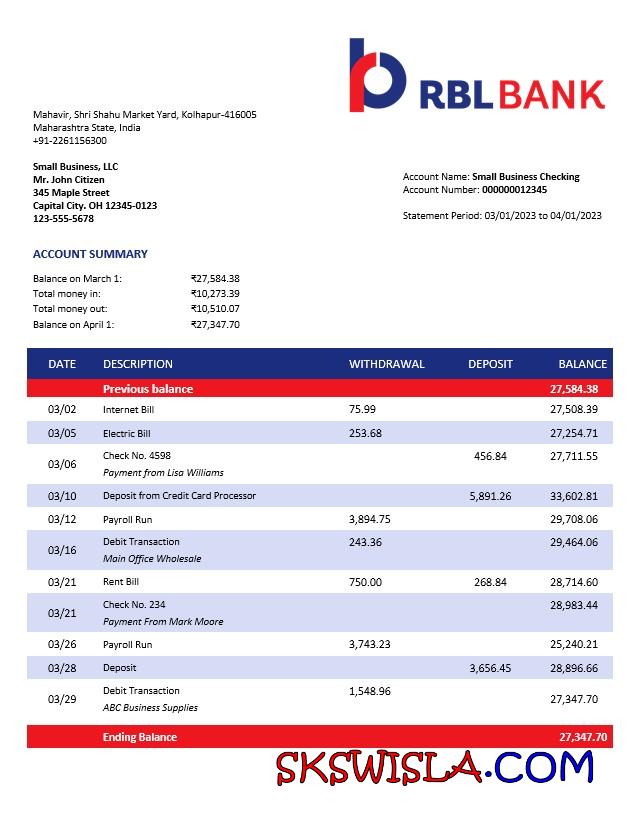 RBL BANK
Mahavir, Shri Shahu Market Yard, Kolhapur-416005
Maharashtra State, India
+91-2261156300
Small Business, LLC
Mr. John Citizen
345 Maple Street
Capital City. OH 12345-0123
123-555-5678
Account Name: Small Business Checking
Account Number: 000000012345
Statement Period: 03/01/2023 to 04/01/2023
ACCOUNT SUMMARY
Balance on March 1: ₹27,584.38
Total money in: ₹10,273.39
Total money out: ₹10,510.07
Balance on April 1: ₹27,347.70
DATE DESCRIPTION WITHDRAWAL DEPOSIT BALANCE
Previous balance 27,584.38
03/02 Internet Bill 75.99 27,508.39
03/05 Electric Bill 253.68 27,254.71
03/06 Check No. 4598 456.84 27,711.55
Payment from Lisa Williams
03/10 Deposit from Credit Card Processor 5,891.26 33,602.81
03/12 Payroll Run 3,894.75 29,708.06
03/16 Debit Transaction 243.36 29,464.06
Main Office Wholesale
03/21 Rent Bill 750.00 268.84 28,714.60
03/21 Check No. 234 28,983.44
Payment From Mark Moore
03/26 Payroll Run 3,743.23 25,240.21
03/28 Deposit 3,656.45 28,896.66
03/29 Debit Transaction 1,548.96 27,347.70
ABC Business Supplies
Ending Balance 27,347.70
SKSWISLA.COM